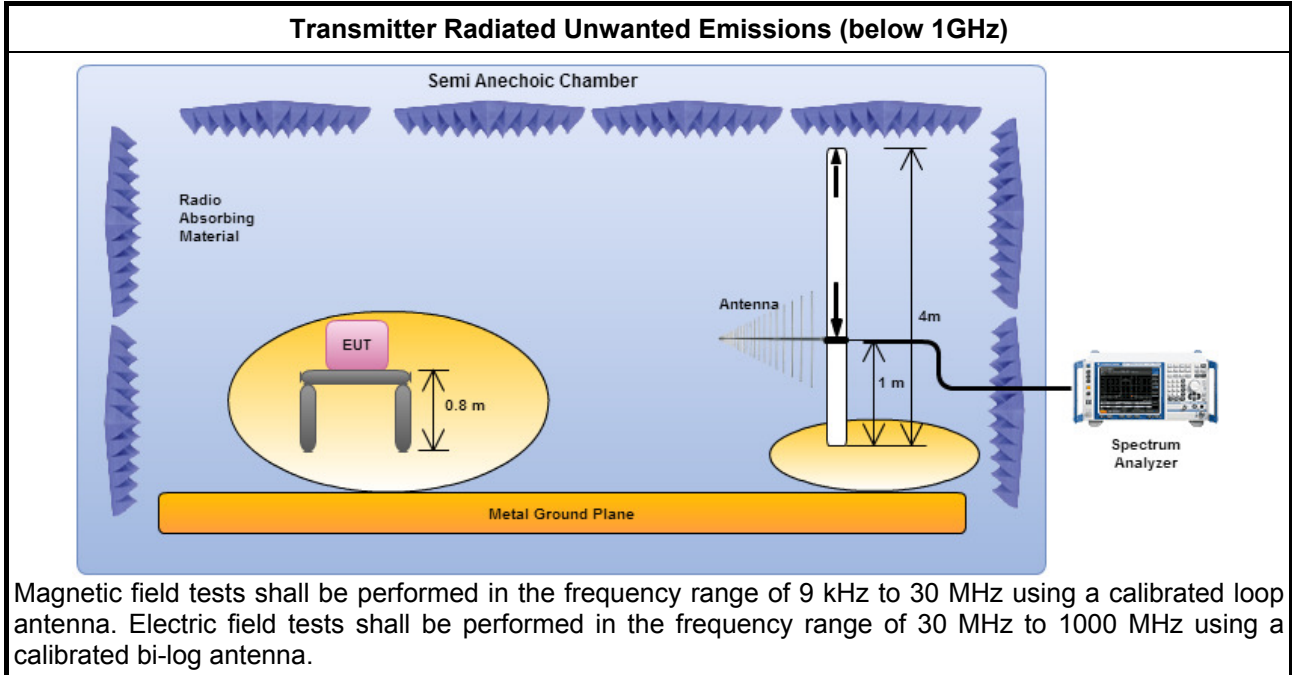 Transmitter Radiated Unwanted Emissions (below 1GHz)
Semi Anechoic Chamber
Radio
Absorbing
Material
Antenna
4m
EUT
1 m
0.8 m
Spectrum
Analyzer
Metal Ground Plane
Magnetic field tests shall be performed in the frequency range of 9 kHz to 30 MHz using a calibrated loop
antenna. Electric field tests shall be performed in the frequency range of 30 MHz to 1000 MHz using a
calibrated bi-log antenna.